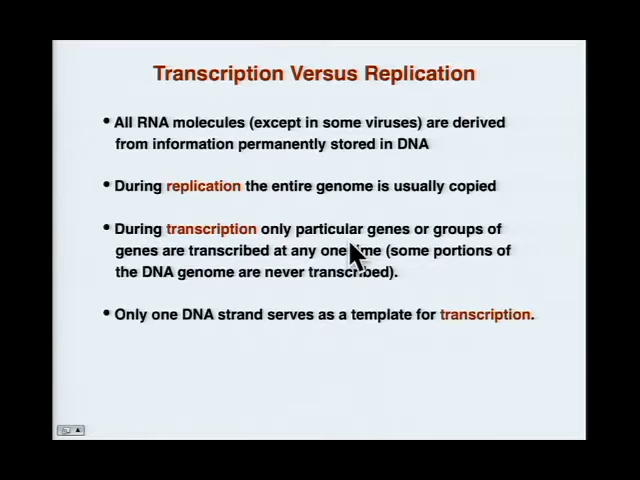 Transcription Versus Replication
• All RNA molecules (except in some viruses) are derived
from information permanently stored in DNA
• During replication the entire genome is usually copied
• During transcription only particular genes or groups of
genes are transcribed at any one time (some portions of
the DNA genome are never transcribed).
• Only one DNA strand serves as a template for transcription.